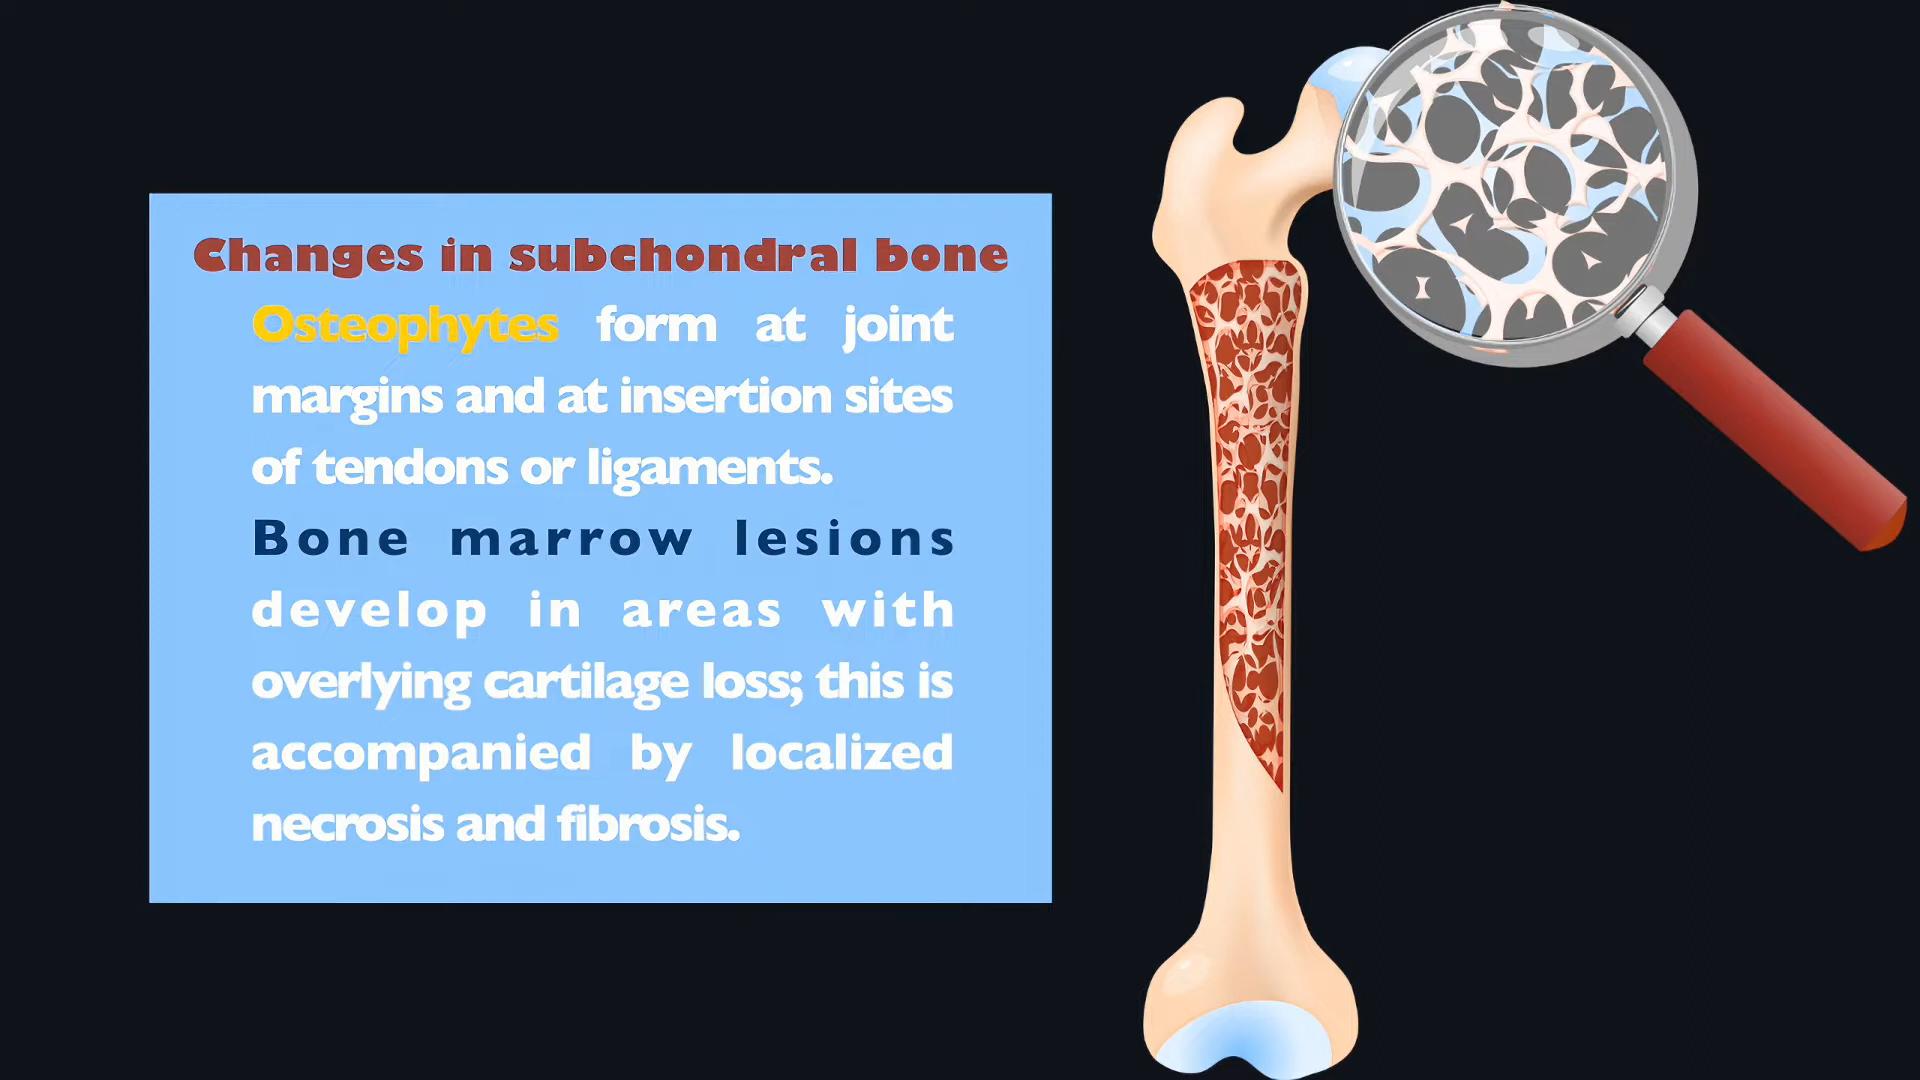 Changes in subchondral bone
Osteophytes form at joint
margins and at insertion sites
of tendons or ligaments.
Bone marrow lesions
develop in areas with
overlying cartilage loss; this is
accompanied by localized
necrosis and fibrosis.